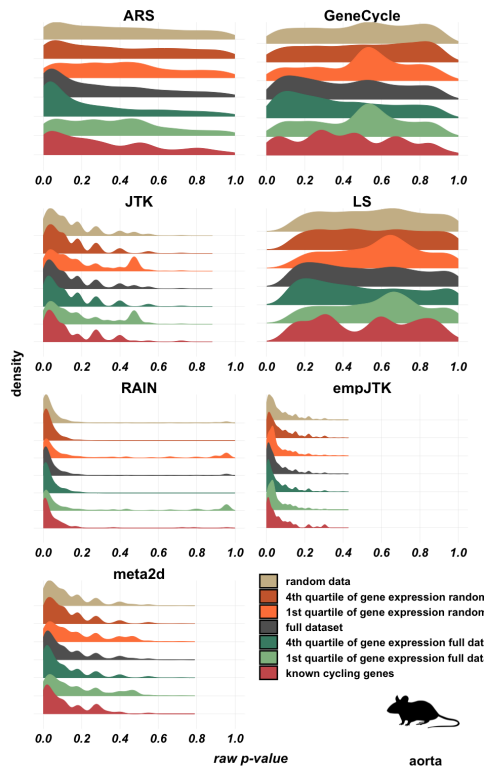 ARS GeneCycle
0.0 0.2 0.4 0.6 0.8 1.0 0.0 0.2 0.4 0.6 0.8 1.0
JTK LS
0.0 0.2 0.4 0.6 0.8 1.0 0.0 0.2 0.4 0.6 0.8 1.0
density
RAIN empJTK
0.0 0.2 0.4 0.6 0.8 1.0 0.0 0.2 0.4 0.6 0.8 1.0
meta2d
random data
4th quartile of gene expression random
1st quartile of gene expression random
full dataset
4th quartile of gene expression full dat
1st quartile of gene expression full dat
known cycling genes
0.0 0.2 0.4 0.6 0.8 1.0
raw p-value
aorta